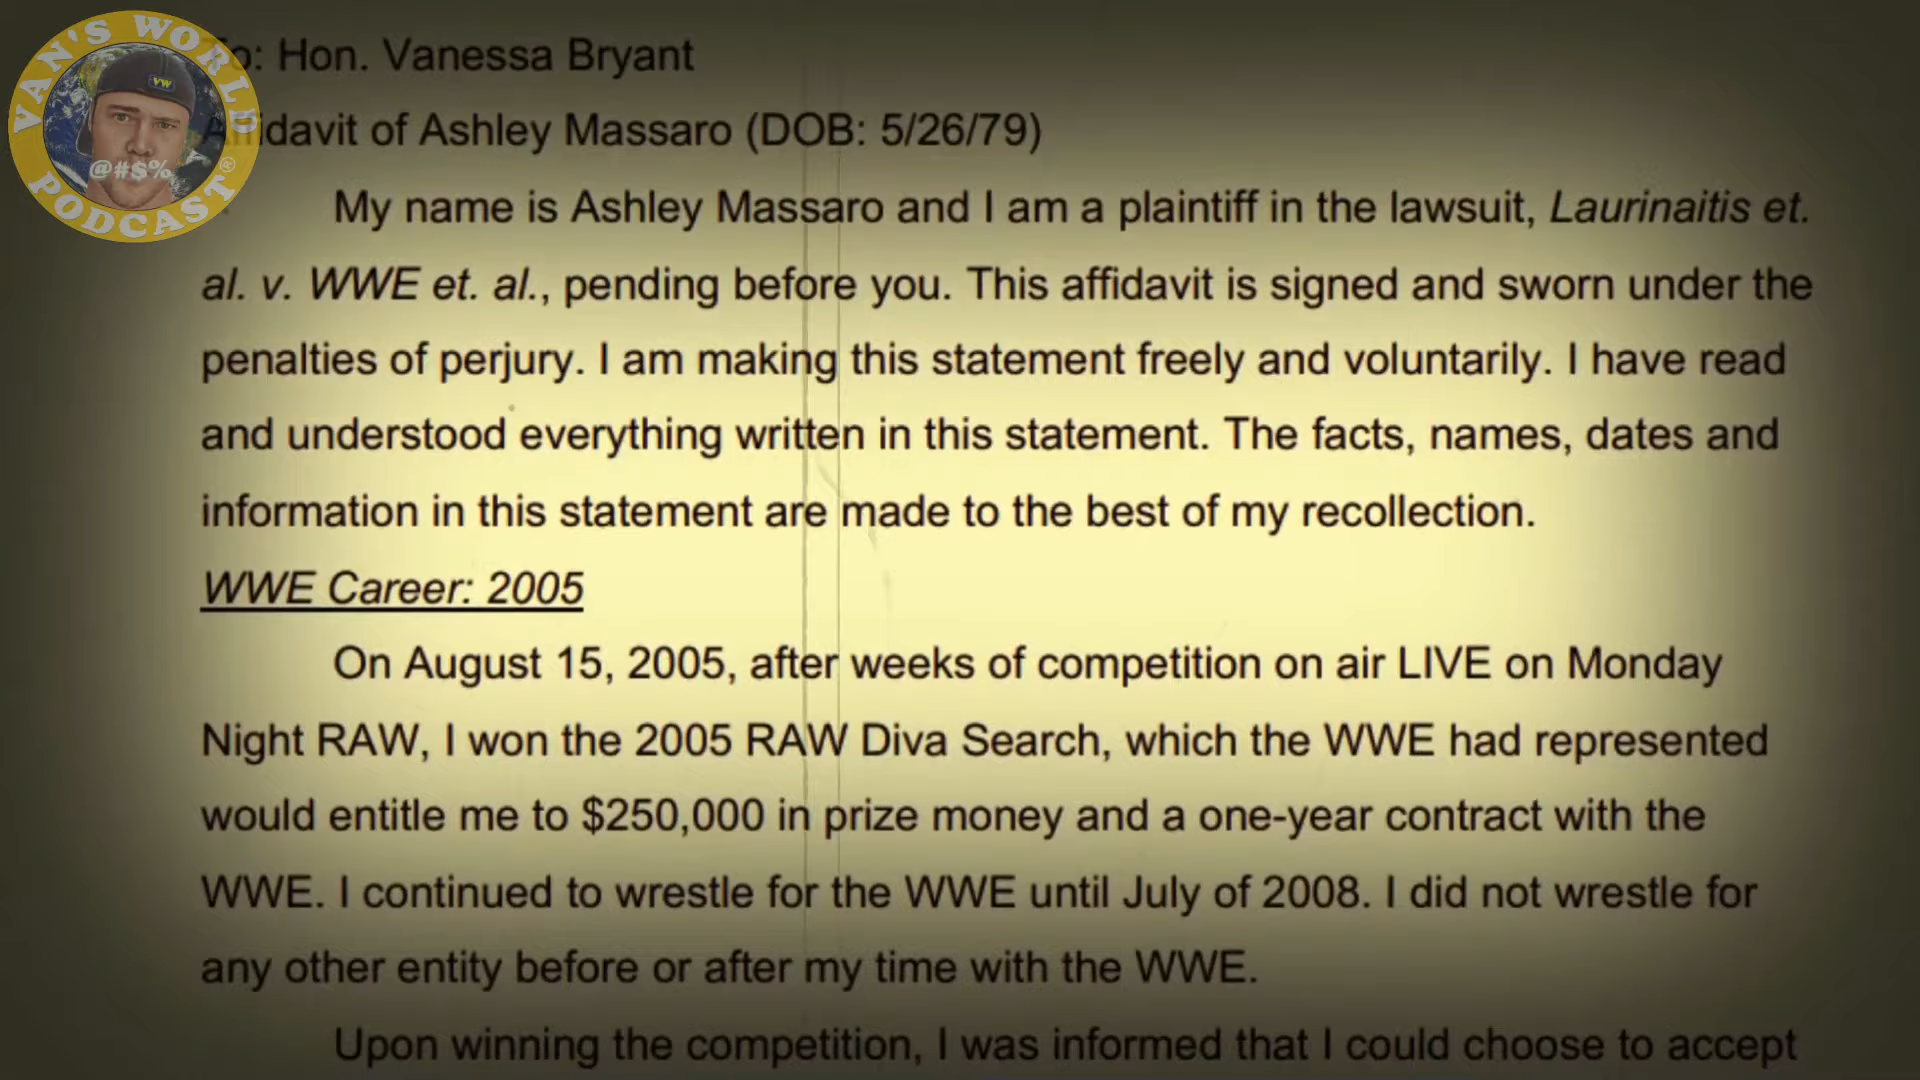 VAN'S WORLD
PODCAST®
VW
@#$%
To: Hon. Vanessa Bryant
Affidavit of Ashley Massaro (DOB: 5/26/79)
My name is Ashley Massaro and I am a plaintiff in the lawsuit, Laurinaitis et.
al. v. WWE et. al., pending before you. This affidavit is signed and sworn under the
penalties of perjury. I am making this statement freely and voluntarily. I have read
and understood everything written in this statement. The facts, names, dates and
information in this statement are made to the best of my recollection.
WWE Career: 2005
On August 15, 2005, after weeks of competition on air LIVE on Monday
Night RAW, I won the 2005 RAW Diva Search, which the WWE had represented
would entitle me to $250,000 in prize money and a one-year contract with the
WWE. I continued to wrestle for the WWE until July of 2008. I did not wrestle for
any other entity before or after my time with the WWE.
Upon winning the competition, I was informed that I could choose to accept